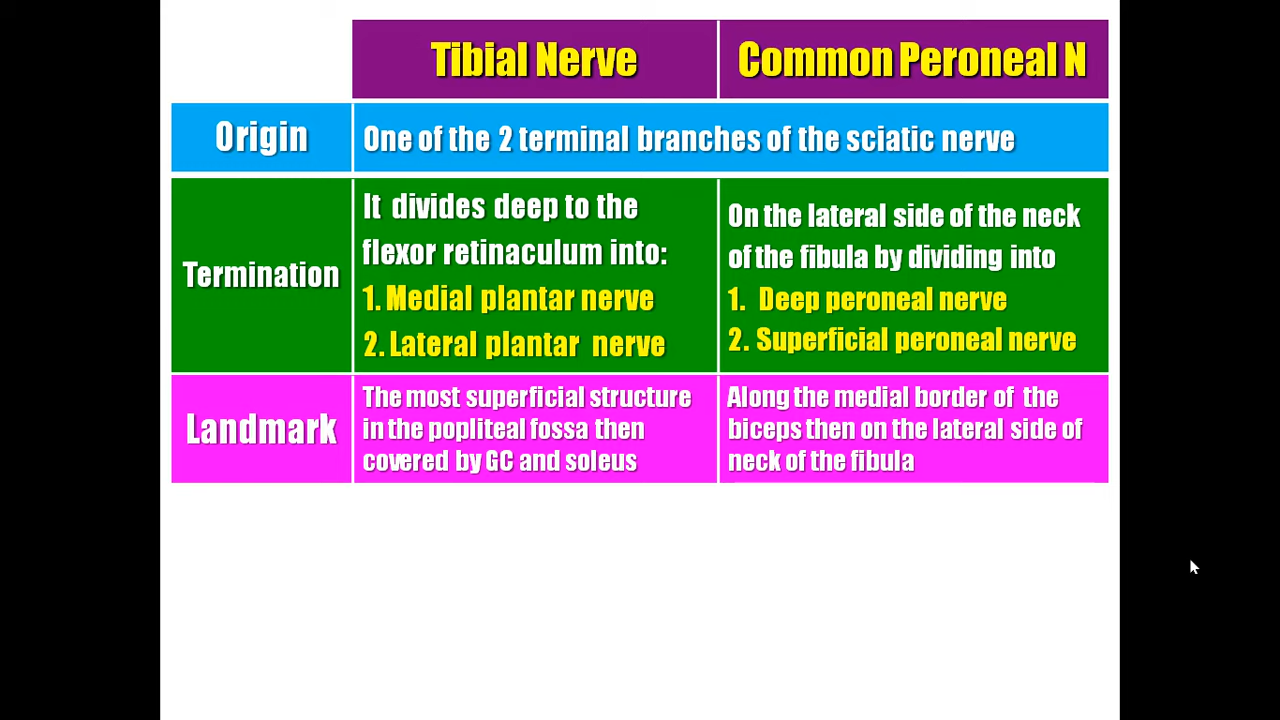 Tibial Nerve
Common Peroneal N
Origin
One of the 2 terminal branches of the sciatic nerve
Termination
It divides deep to the
flexor retinaculum into:
1. Medial plantar nerve
2. Lateral plantar nerve
On the lateral side of the neck
of the fibula by dividing into
1. Deep peroneal nerve
2. Superficial peroneal nerve
Landmark
The most superficial structure
in the popliteal fossa then
covered by GC and soleus
Along the medial border of the
biceps then on the lateral side of
neck of the fibula